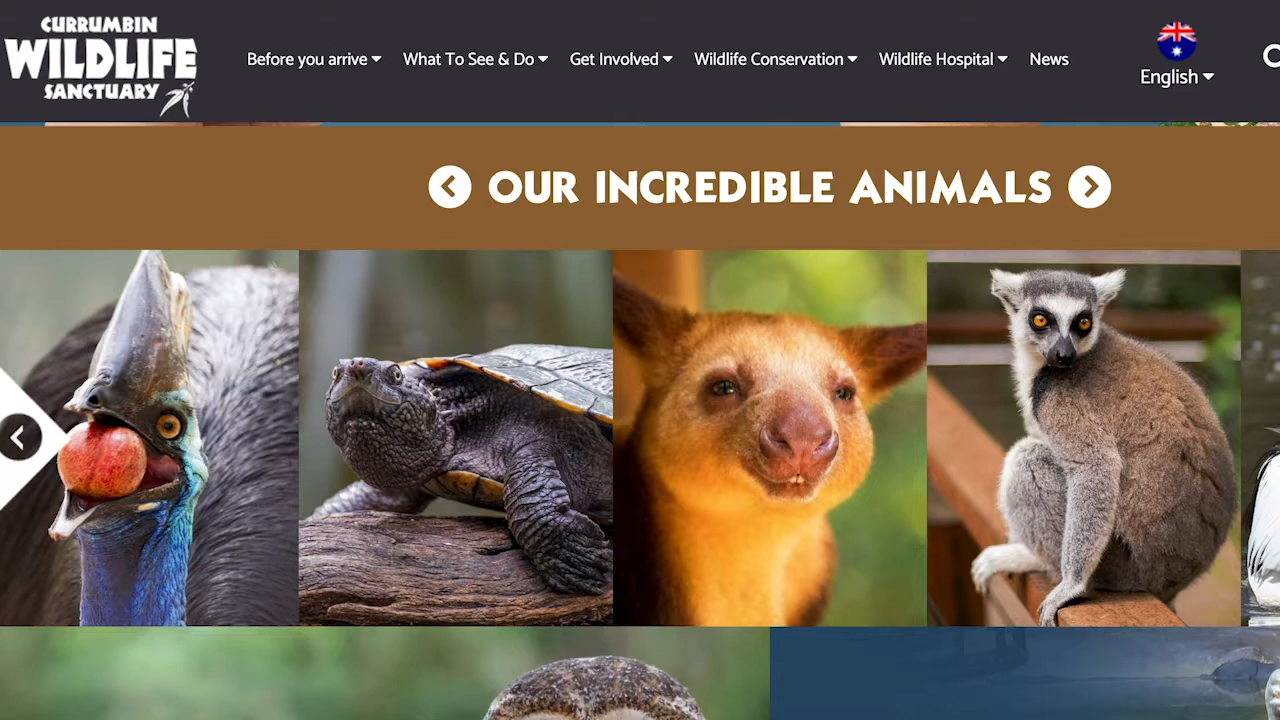 CURRUMBIN
WILDLIFE
SANCTUARY
Before you arrive
What To See & Do
Get Involved
Wildlife Conservation
Wildlife Hospital
News
English
OUR INCREDIBLE ANIMALS